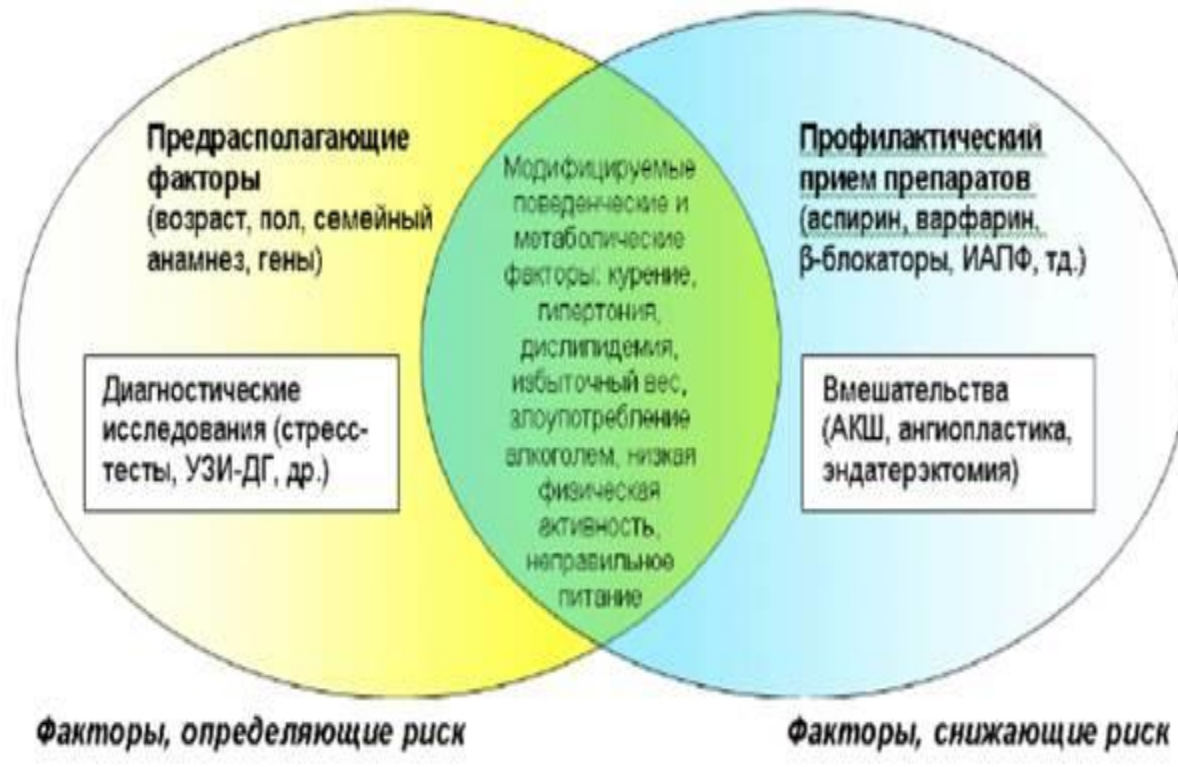 Предрасполагающие
факторы
(возраст, пол, семейный
анамнез, гены)
Диагностические
исследования (стресс-
тесты, УЗИ-ДГ, др.)
Модифицируемые
поведенческие и
метаболические
факторы: курение,
гипертония,
дислипидемия,
избыточный вес,
злоупотребление
алкоголем, низкая
физическая
активность,
неправильное
питание
Профилактический
прием препаратов
(аспирин, варфарин,
β-блокаторы, ИАПФ, тд.)
Вмешательства
(АКШ, ангиопластика,
эндатерэктомия)
Факторы, определяющие риск
Факторы, снижающие риск